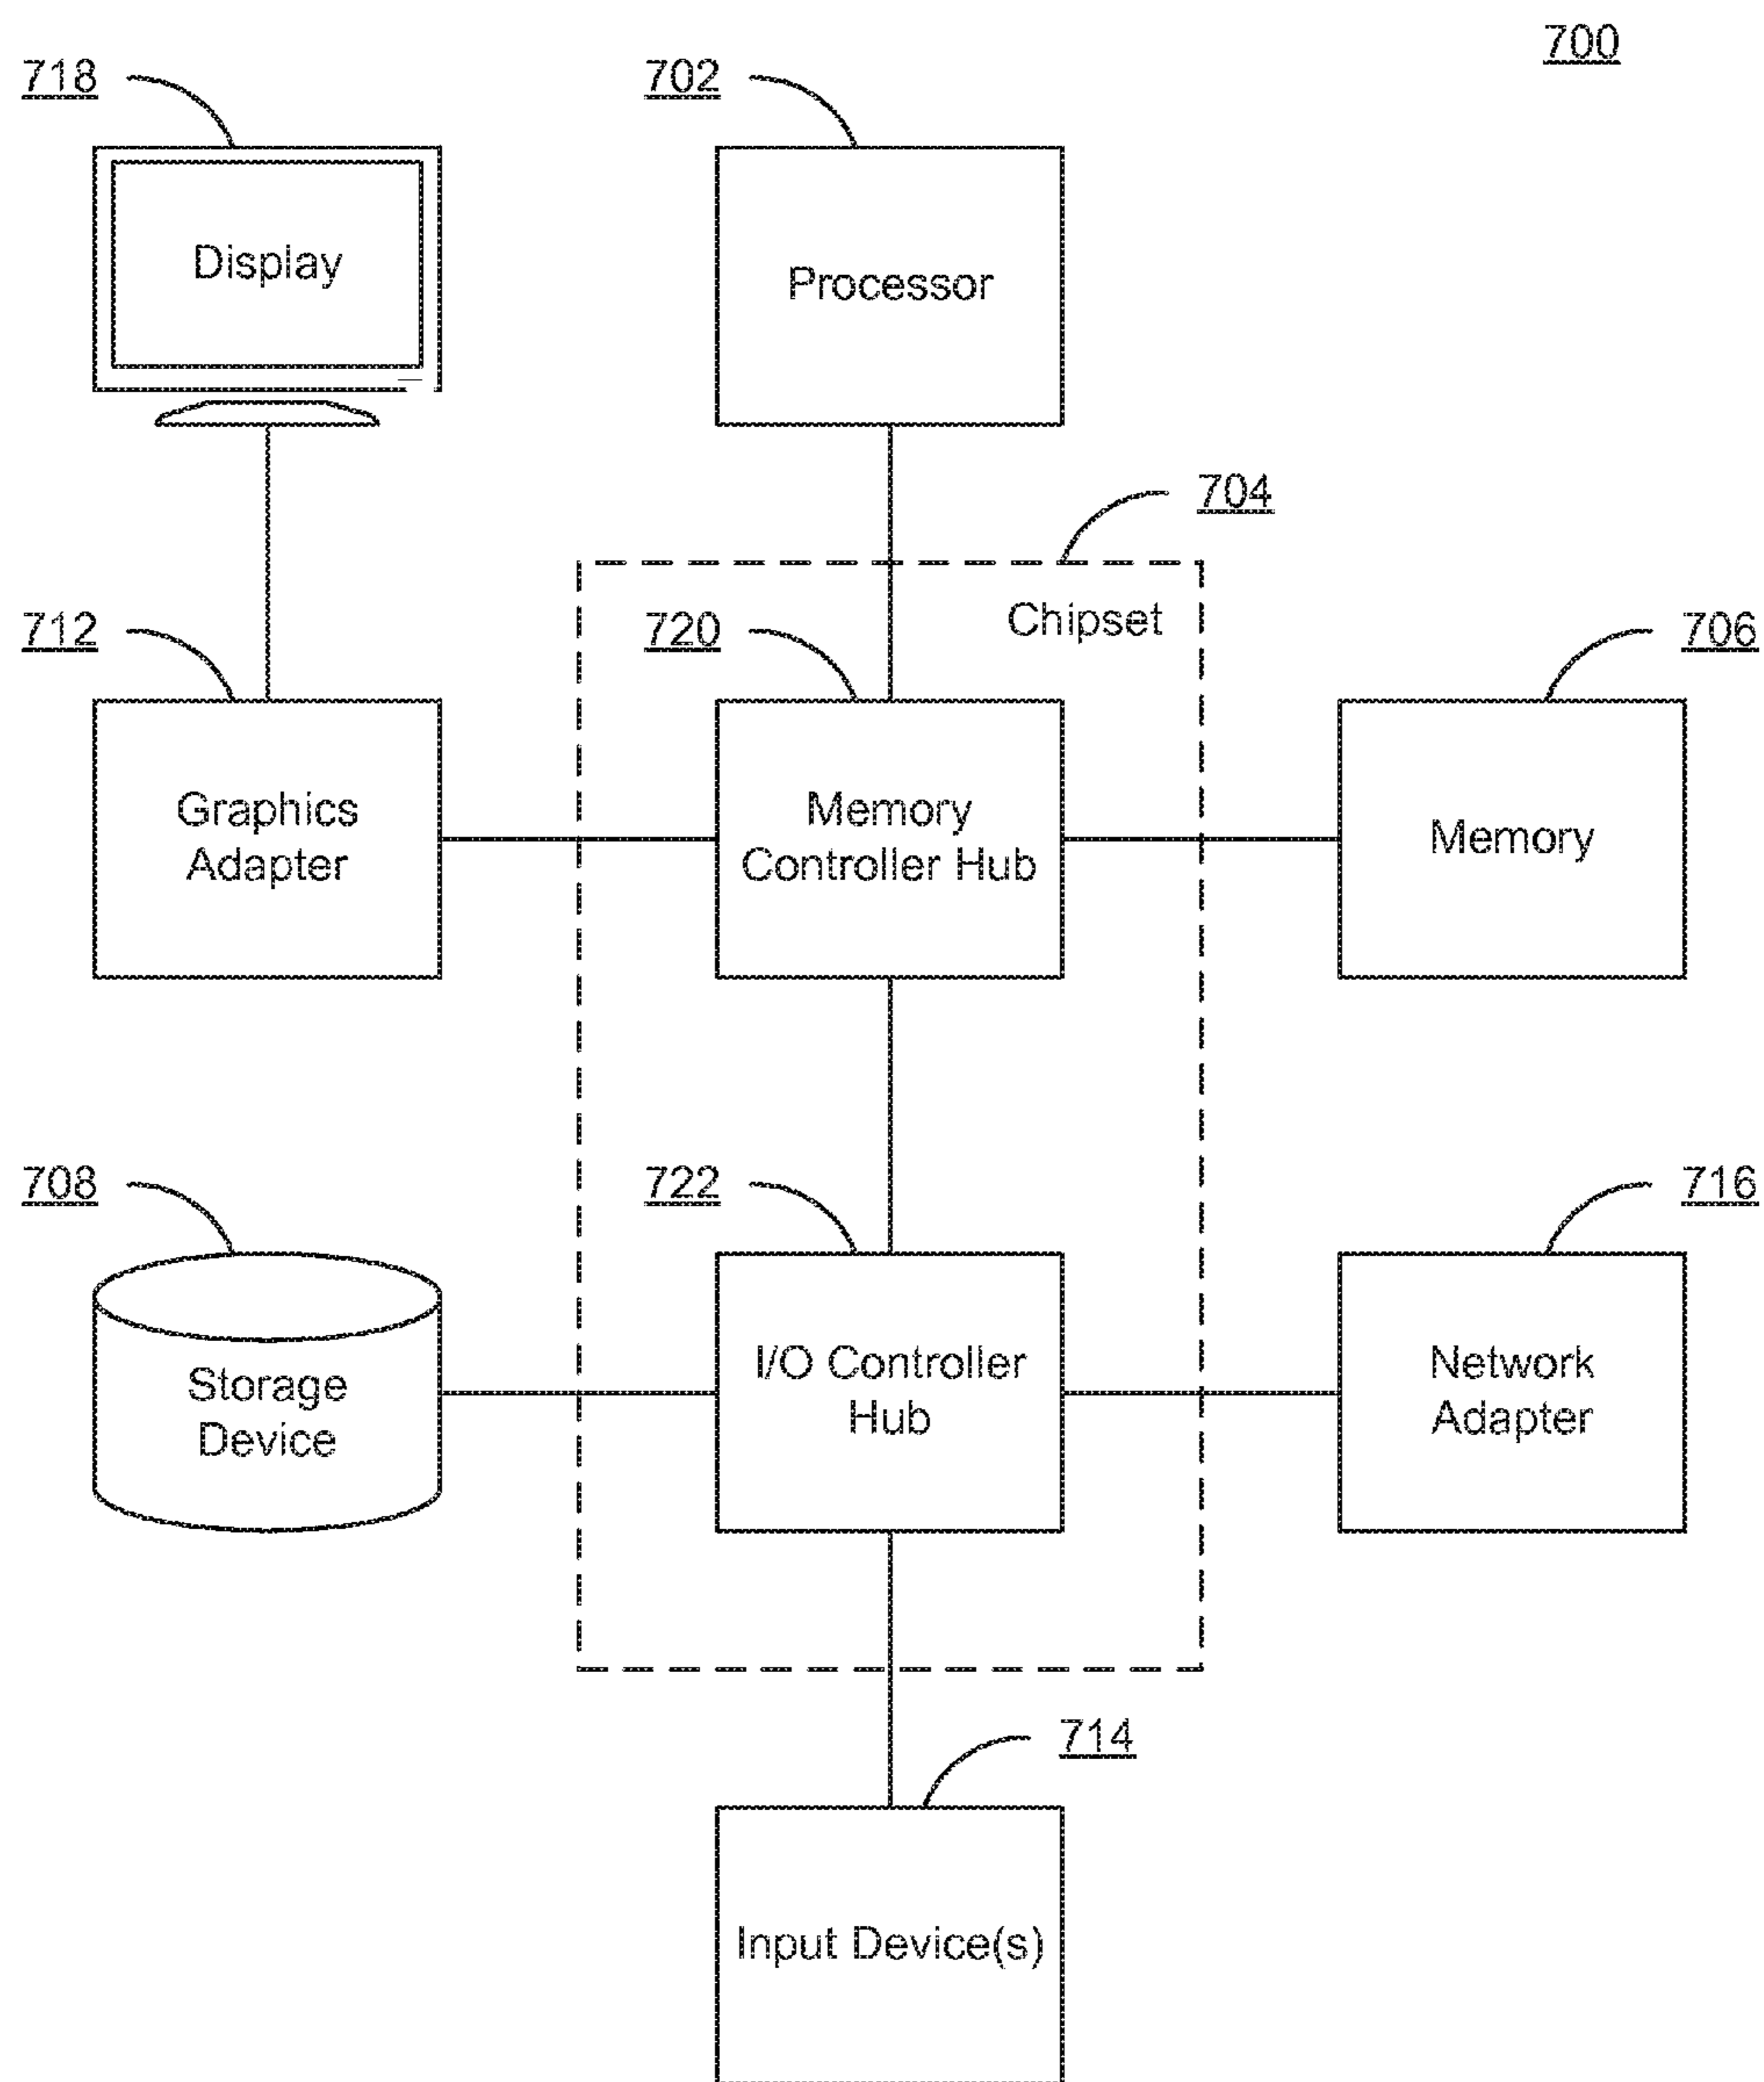 700
718
702
Display
Processor
704
Chipset
712
720
706
Graphics
Adapter
Memory
Controller Hub
Memory
708
722
716
Storage
Device
I/O Controller
Hub
Network
Adapter
714
Input Device(s)